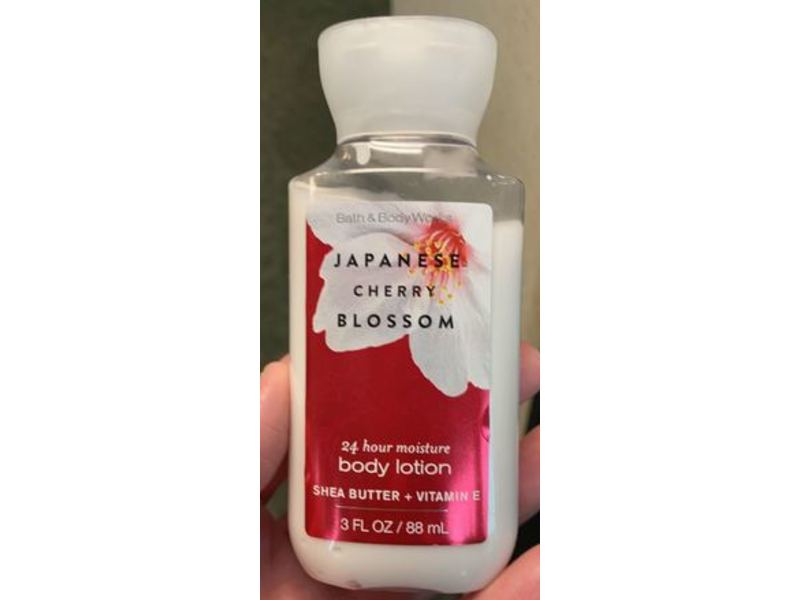 Bath & Body Works
JAPANESE
CHERRY
BLOSSOM
24 hour moisture
body lotion
SHEA BUTTER + VITAMIN E
3 FL OZ / 88 mL